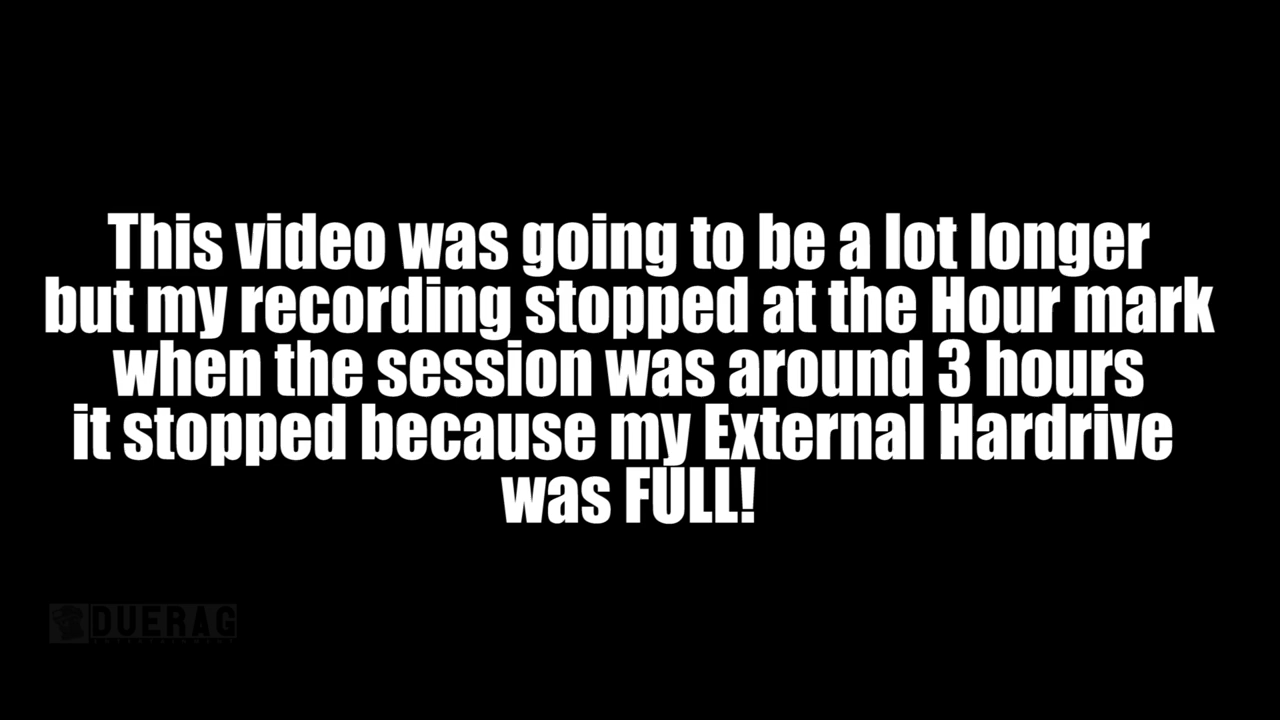 This video was going to be a lot longer
but my recording stopped at the Hour mark
when the session was around 3 hours
it stopped because my External Hardrive
was FULL!
DUERAG
ENTERTAINMENT